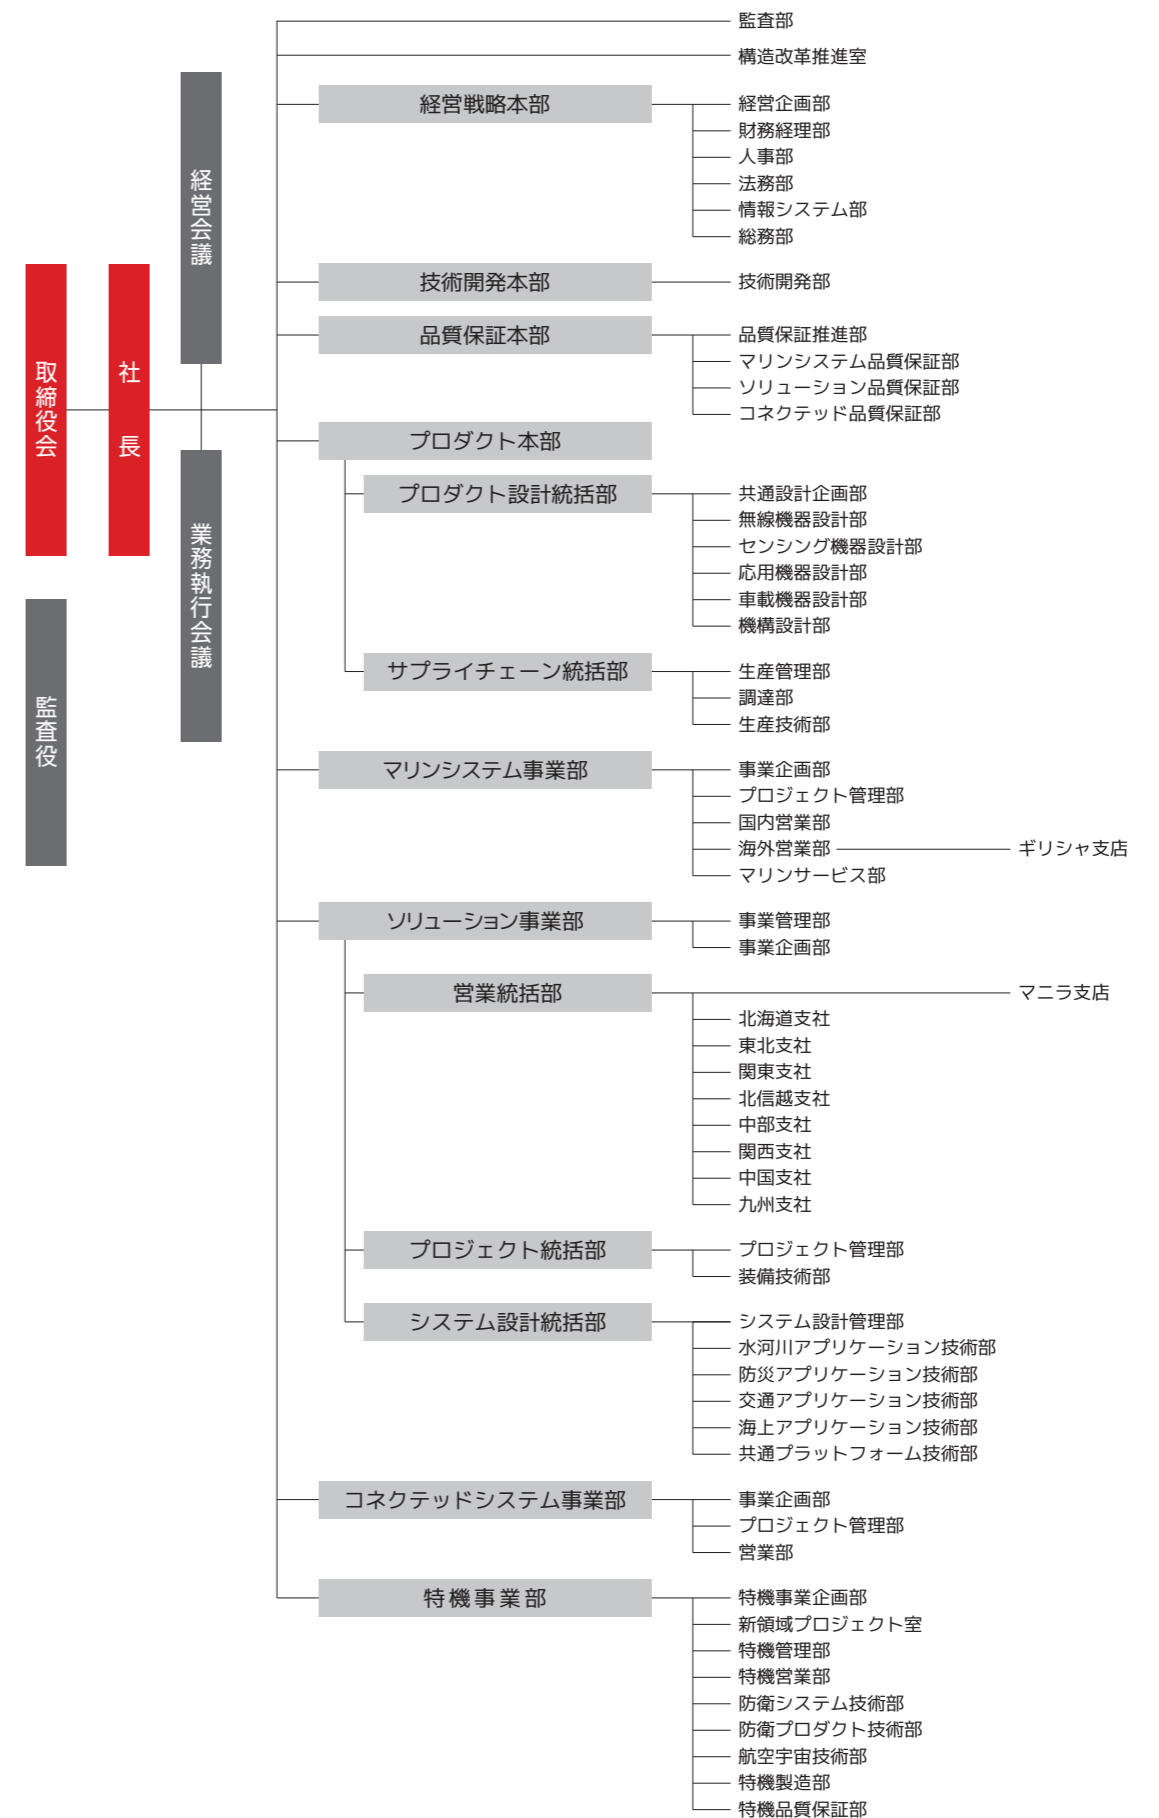 取締役会
社長
監査役
経営会議
業務執行会議
監査部
構造改革推進室
経営戦略本部
経営企画部
財務経理部
人事部
法務部
情報システム部
総務部
技術開発本部
技術開発部
品質保証本部
品質保証推進部
マリンシステム品質保証部
ソリューション品質保証部
コネクテッド品質保証部
プロダクト本部
プロダクト設計統括部
共通設計企画部
無線機器設計部
センシング機器設計部
応用機器設計部
車載機器設計部
機構設計部
サプライチェーン統括部
生産管理部
調達部
生産技術部
マリンシステム事業部
事業企画部
プロジェクト管理部
国内営業部
海外営業部
ギリシャ支店
マリンサービス部
ソリューション事業部
事業管理部
事業企画部
営業統括部
マニラ支店
北海道支社
東北支社
関東支社
北信越支社
中部支社
関西支社
中国支社
九州支社
プロジェクト統括部
プロジェクト管理部
装備技術部
システム設計統括部
システム設計管理部
水河川アプリケーション技術部
防災アプリケーション技術部
交通アプリケーション技術部
海上アプリケーション技術部
共通プラットフォーム技術部
コネクテッドシステム事業部
事業企画部
プロジェクト管理部
営業部
特機事業部
特機事業企画部
新領域プロジェクト室
特機管理部
特機営業部
防衛システム技術部
防衛プロダクト技術部
航空宇宙技術部
特機製造部
特機品質保証部